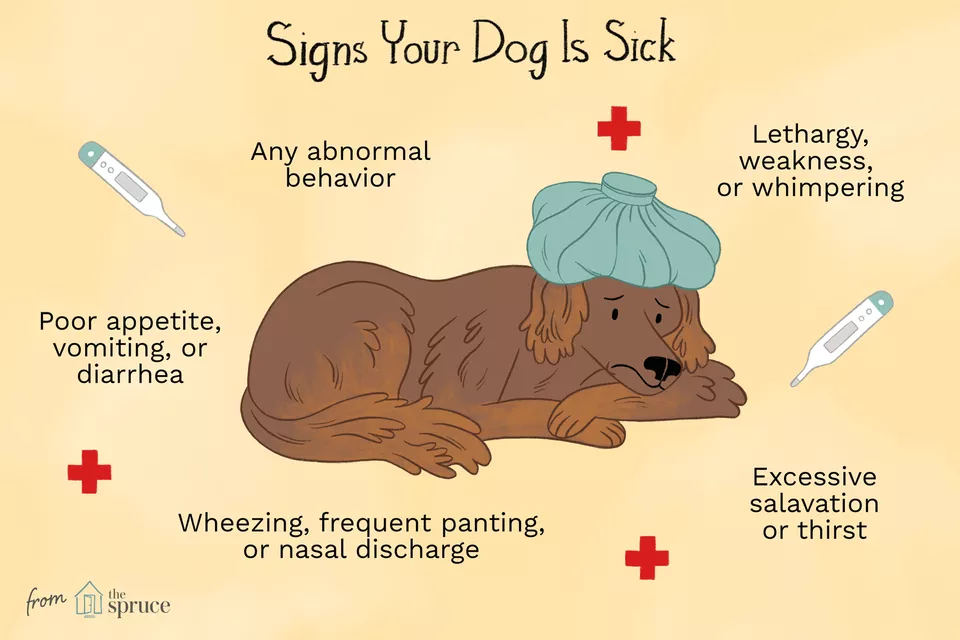 Signs Your Dog Is Sick
Any abnormal
behavior
Lethargy,
weakness,
or whimpering
Poor appetite,
vomiting, or
diarrhea
Excessive
salavation
or thirst
Wheezing, frequent panting,
or nasal discharge
from the
spruce